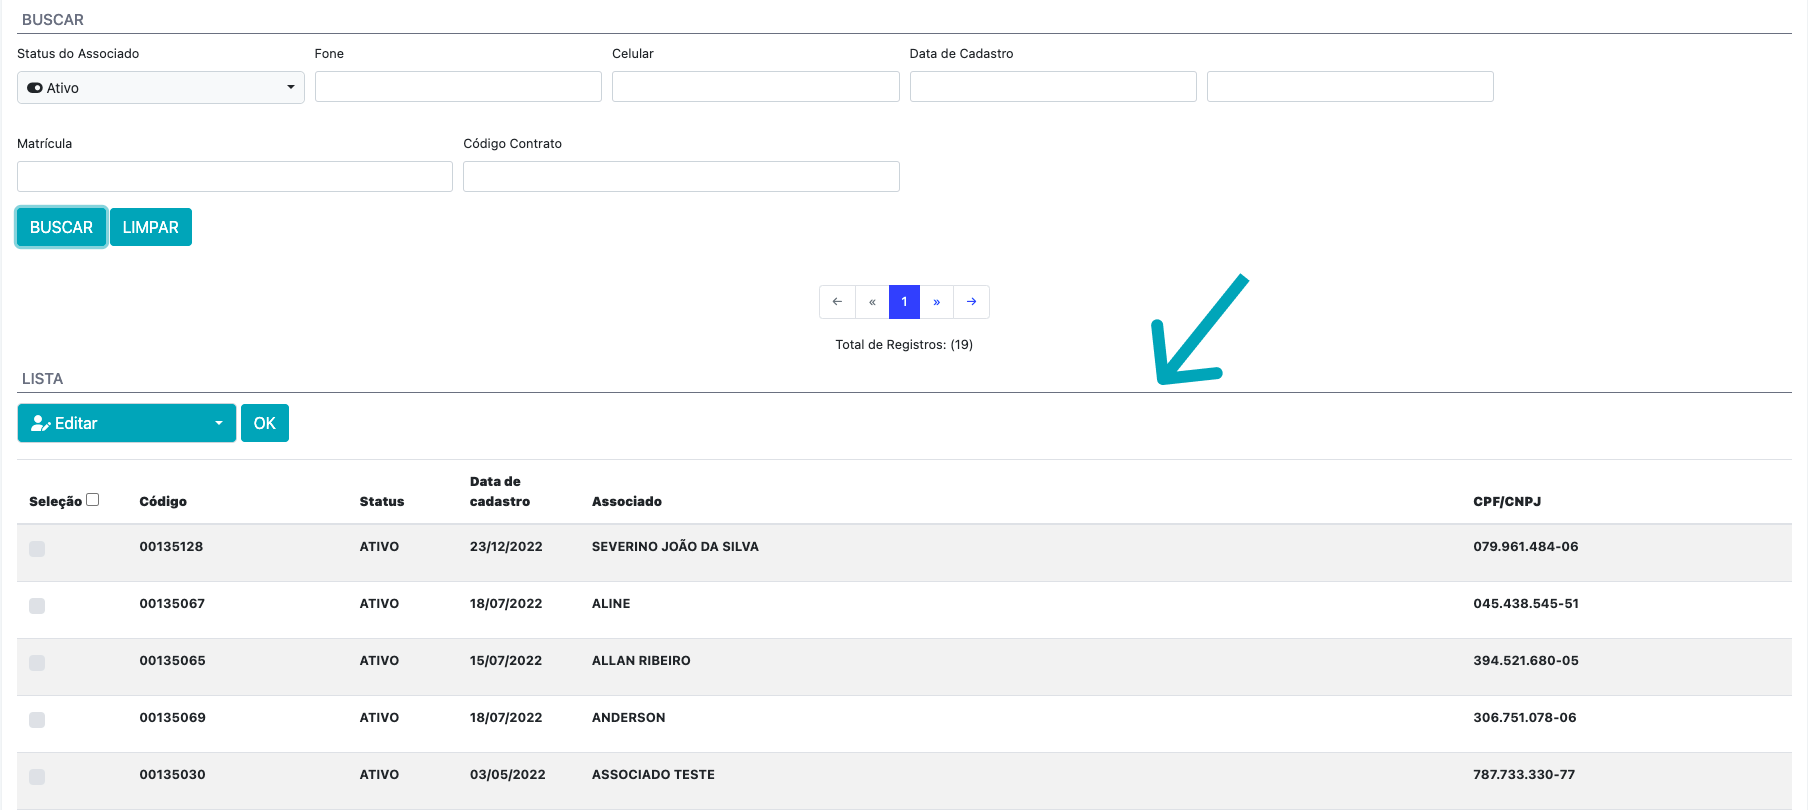 BUSCAR
Status do Associado Fone Celular Data de Cadastro
Ativo
Matrícula Código Contrato
BUSCAR LIMPAR
← « 1 » →
Total de Registros: (19)
LISTA
Editar OK
Seleção Código Status Data de cadastro Associado CPF/CNPJ
00135128 ATIVO 23/12/2022 SEVERINO JOÃO DA SILVA 079.961.484-06
00135067 ATIVO 18/07/2022 ALINE 045.438.545-51
00135065 ATIVO 15/07/2022 ALLAN RIBEIRO 394.521.680-05
00135069 ATIVO 18/07/2022 ANDERSON 306.751.078-06
00135030 ATIVO 03/05/2022 ASSOCIADO TESTE 787.733.330-77